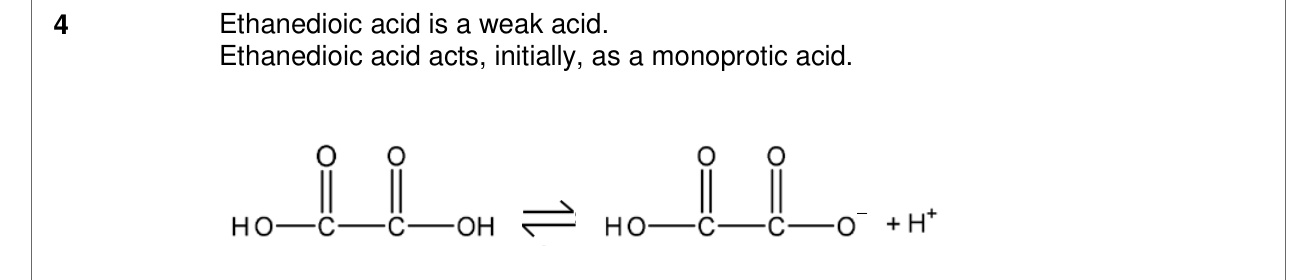 4 Ethanedioic acid is a weak acid.
Ethanedioic acid acts, initially, as a monoprotic acid.
O O O O
HO C C OH ⇌ HO C C O⁻ + H⁺